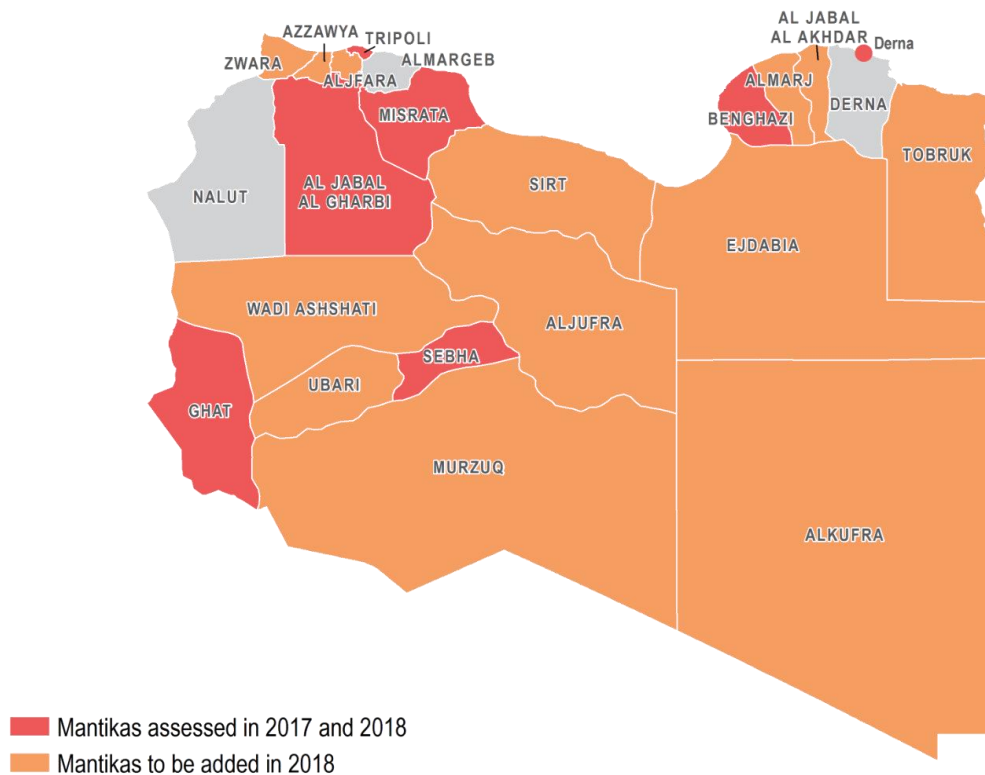 AZZAWYA
TRIPOLI
ZWARA
ALMARGEB
ALJFARA
MISRATA
NALUT
AL JABAL
AL GHARBI
SIRT
AL JABAL
AL AKHDAR
Derna
ALMARJ
BENGHAZI
DERNA
TOBRUK
EJDABIA
WADI ASHSHATI
ALJUFRA
SEBHA
UBARI
GHAT
MURZUQ
ALKUFRA
Mantikas assessed in 2017 and 2018
Mantikas to be added in 2018